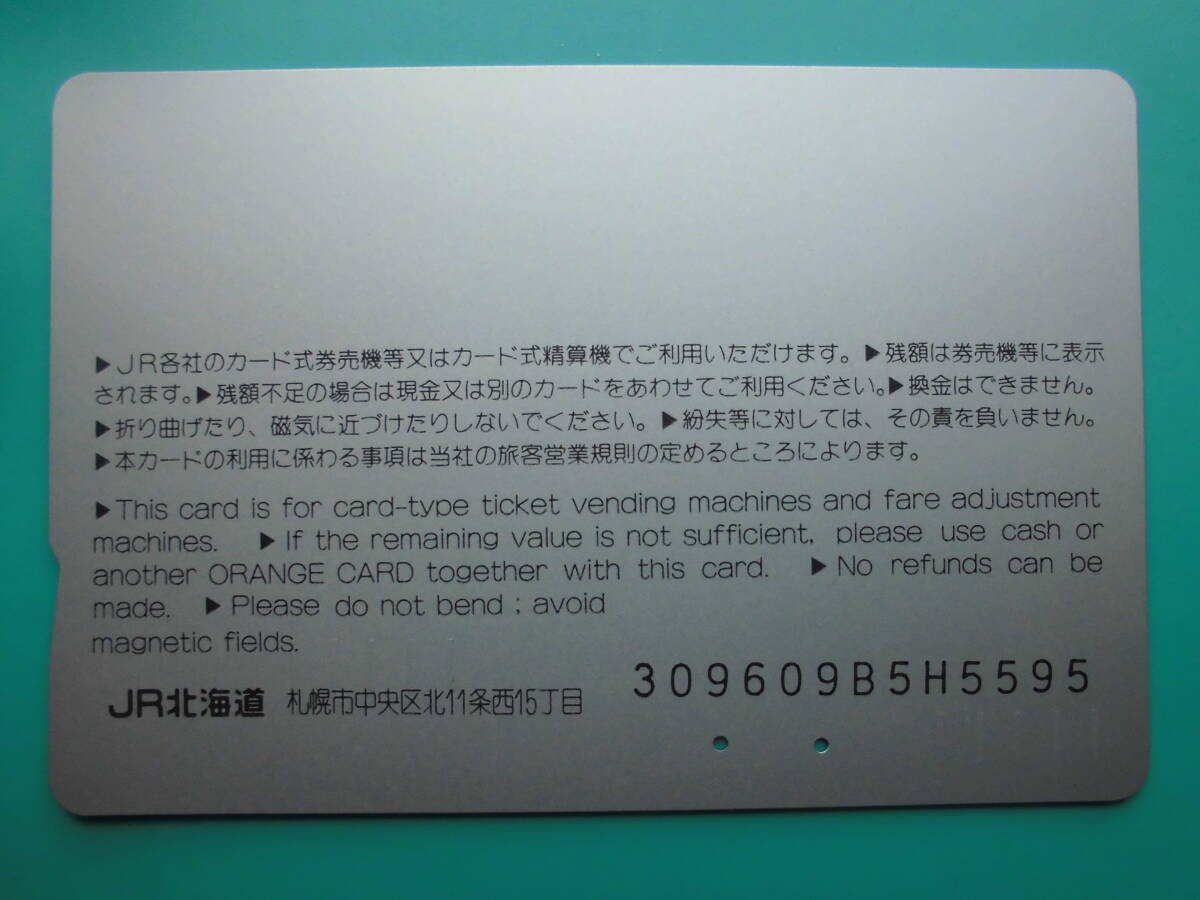 ▶JR各社のカード式券売機等又はカード式精算機でご利用いただけます。▶残額は券売機等に表示
されます。▶残額不足の場合は現金又は別のカードをあわせてご利用ください。▶換金はできません。
▶折り曲げたり、磁気に近づけたりしないでください。▶紛失等に対しては、その責を負いません。
▶本カードの利用に係わる事項は当社の旅客営業規則の定めるところによります。
▶This card is for card-type ticket vending machines and fare adjustment
machines. ▶If the remaining value is not sufficient, please use cash or
another ORANGE CARD together with this card. ▶No refunds can be
made. ▶Please do not bend ; avoid
magnetic fields.
JR北海道 札幌市中央区北11条西15丁目
309609B5H5595